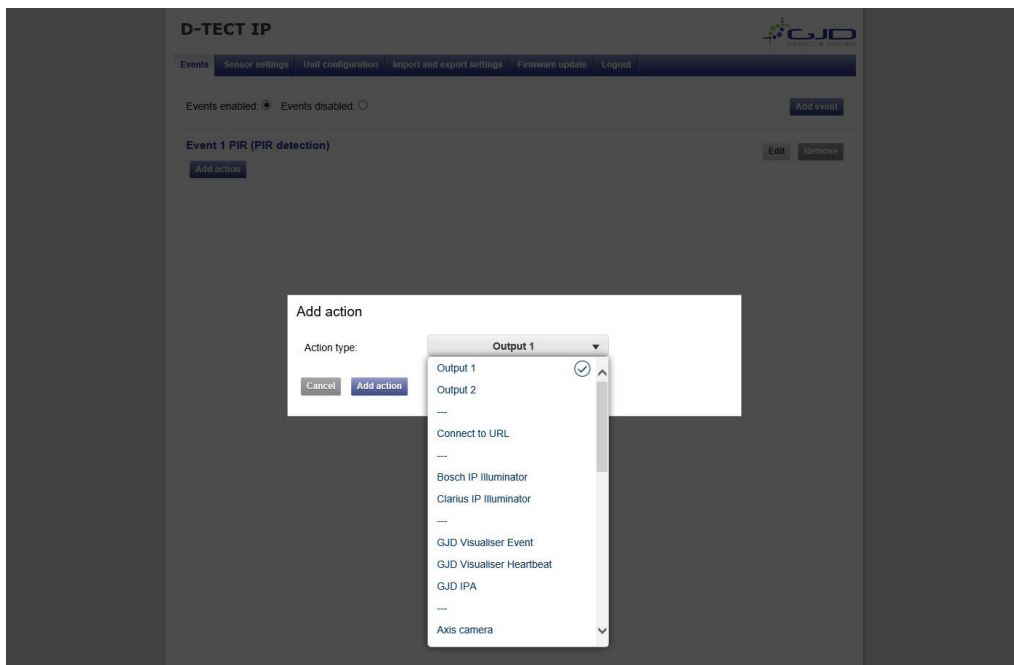 D-TECT IP
GJD
DETECT & SECURE
Events Sensor settings Unit configuration Import and export settings Firmware update Logout
Events enabled: Events disabled: Add event
Event 1 PIR (PIR detection) Edit Remove
Add action
Add action
Action type: Output 1
Output 1
Cancel Add action
Output 2
---
Connect to URL
---
Bosch IP Illuminator
Clarius IP Illuminator
---
GJD Visualiser Event
GJD Visualiser Heartbeat
GJD IPA
---
Axis camera